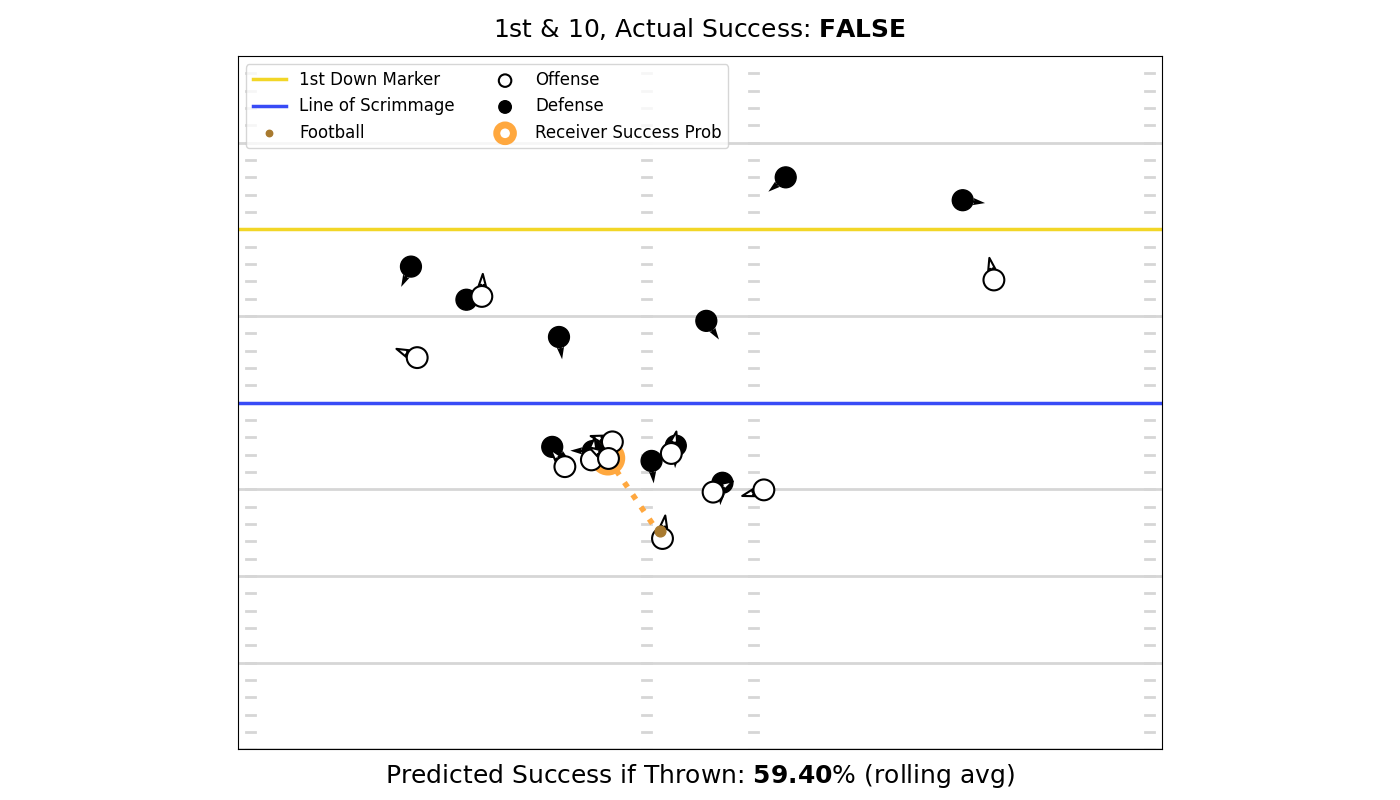 1st & 10, Actual Success: FALSE
1st Down Marker
Line of Scrimmage
Football
Offense
Defense
Receiver Success Prob
Predicted Success if Thrown: 59.40% (rolling avg)